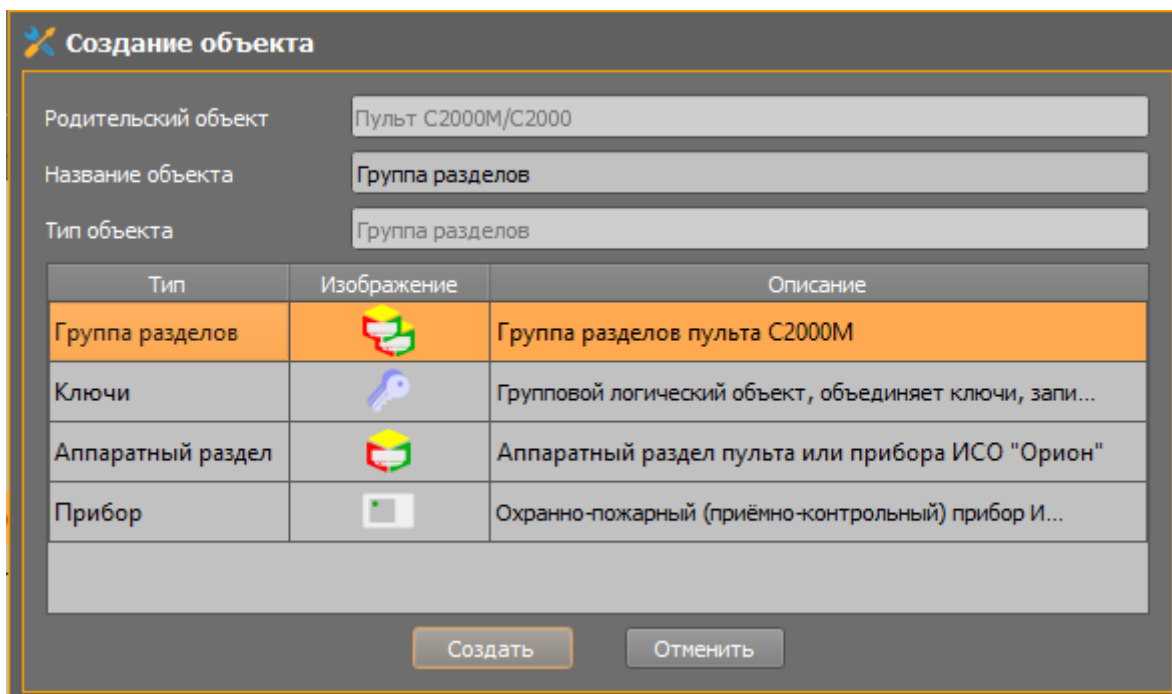 Создание объекта
Родительский объект Пульт С2000М/С2000
Название объекта Группа разделов
Тип объекта Группа разделов
Тип Изображение Описание
Группа разделов Группа разделов пульта С2000М
Ключи Групповой логический объект, объединяет ключи, запи...
Аппаратный раздел Аппаратный раздел пульта или прибора ИСО "Орион"
Прибор Охранно-пожарный (приёмно-контрольный) прибор И...
Создать Отменить